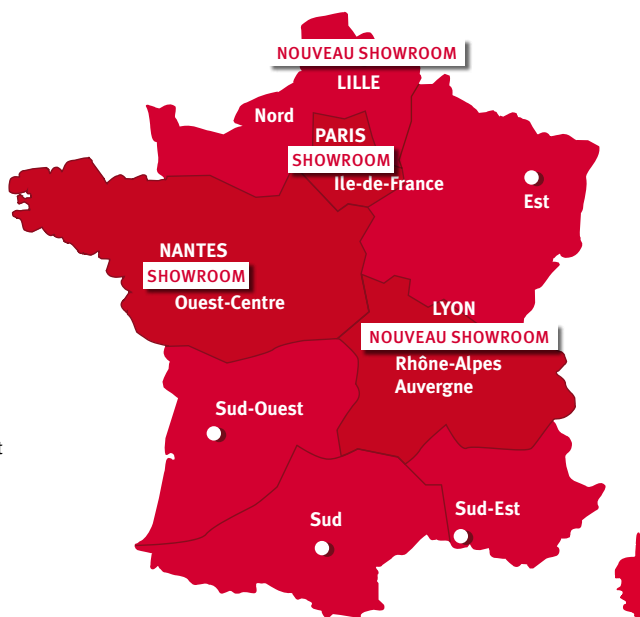 NOUVEAU SHOWROOM
LILLE
Nord
PARIS
SHOWROOM
Ile-de-France
Est
NANTES
SHOWROOM
Ouest-Centre
LYON
NOUVEAU SHOWROOM
Rhône-Alpes
Auvergne
Sud-Ouest
t
Sud-Est
Sud